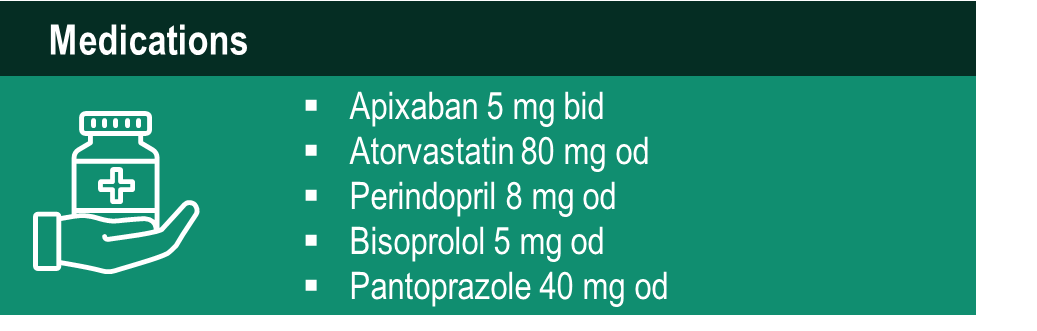 Medications
▪ Apixaban 5 mg bid
▪ Atorvastatin 80 mg od
▪ Perindopril 8 mg od
▪ Bisoprolol 5 mg od
▪ Pantoprazole 40 mg od